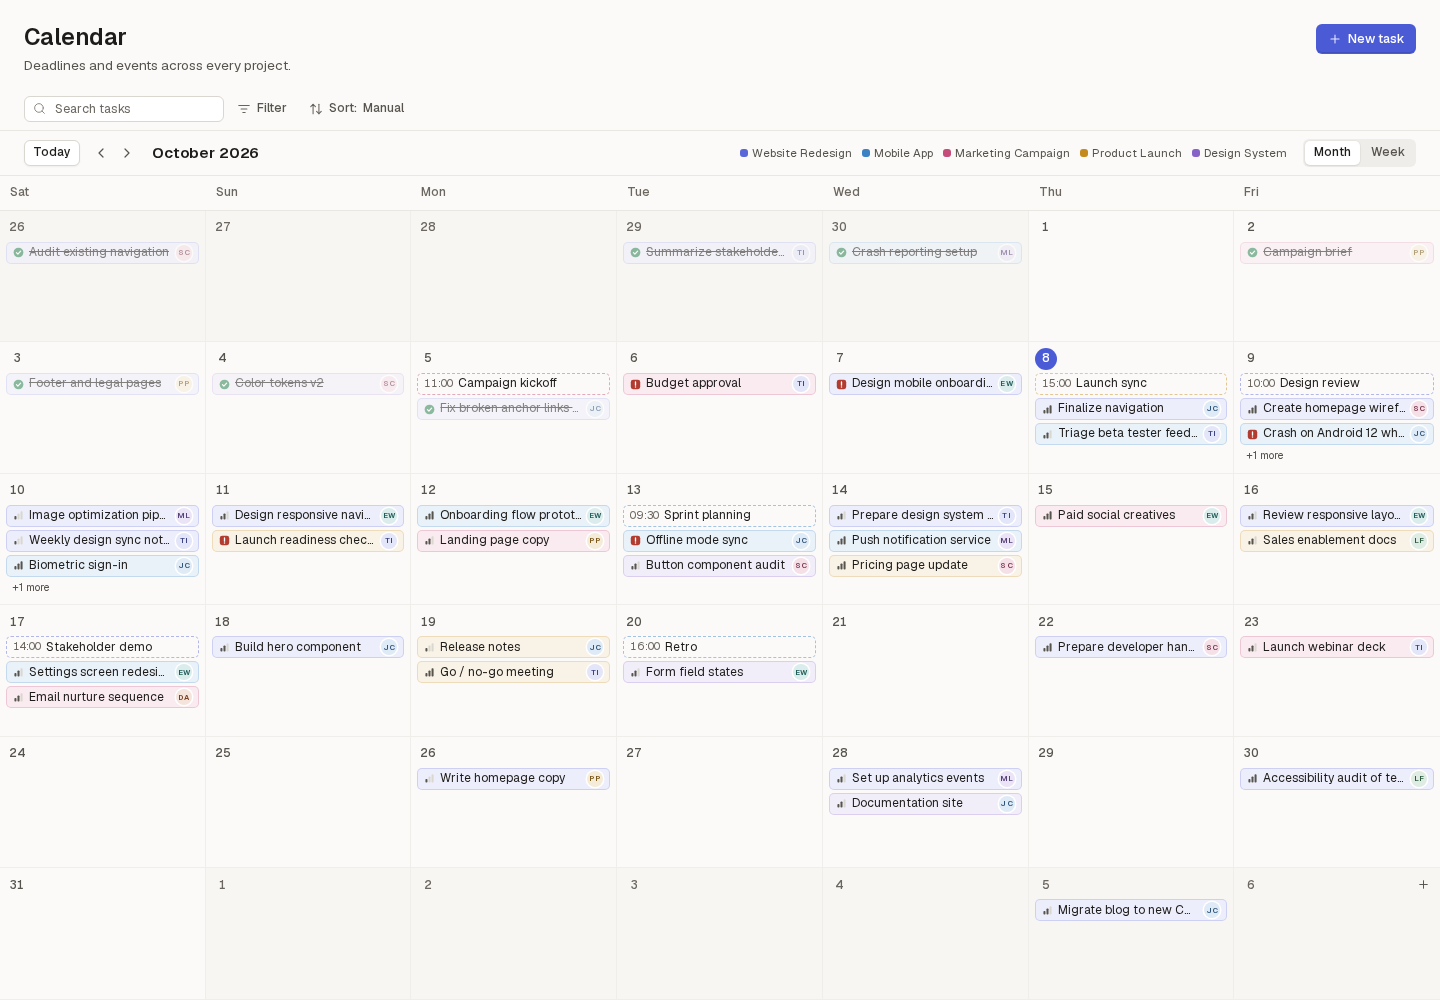 Calendar
New task
Deadlines and events across every project.
Search tasks
Filter
Sort: Manual
Today
October 2026
Website Redesign
Mobile App
Marketing Campaign
Product Launch
Design System
Month
Week
Sat
Sun
Mon
Tue
Wed
Thu
Fri
26
Audit existing navigation SC
27
28
29
Summarize stakeholde… TI
30
Crash reporting setup ML
1
2
Campaign brief PP
3
Footer and legal pages PP
4
Color tokens v2 SC
5
11:00 Campaign kickoff
Fix broken anchor links … JC
6
Budget approval TI
7
Design mobile onboardi… EW
8
15:00 Launch sync
Finalize navigation JC
Triage beta tester feed… TI
9
10:00 Design review
Create homepage wiref… SC
Crash on Android 12 wh… JC
+1 more
10
Image optimization pip… ML
Weekly design sync not… TI
Biometric sign-in JC
+1 more
11
Design responsive navi… EW
Launch readiness chec… TI
12
Onboarding flow protot… EW
Landing page copy PP
13
09:30 Sprint planning
Offline mode sync JC
Button component audit SC
14
Prepare design system … TI
Push notification service ML
Pricing page update SC
15
Paid social creatives EW
16
Review responsive layo… EW
Sales enablement docs LF
17
14:00 Stakeholder demo
Settings screen redesi… EW
Email nurture sequence DA
18
Build hero component JC
19
Release notes JC
Go / no-go meeting TI
20
16:00 Retro
Form field states EW
21
22
Prepare developer han… SC
23
Launch webinar deck TI
24
25
26
Write homepage copy PP
27
28
Set up analytics events ML
Documentation site JC
29
30
Accessibility audit of te… LF
31
1
2
3
4
5
Migrate blog to new C… JC
6